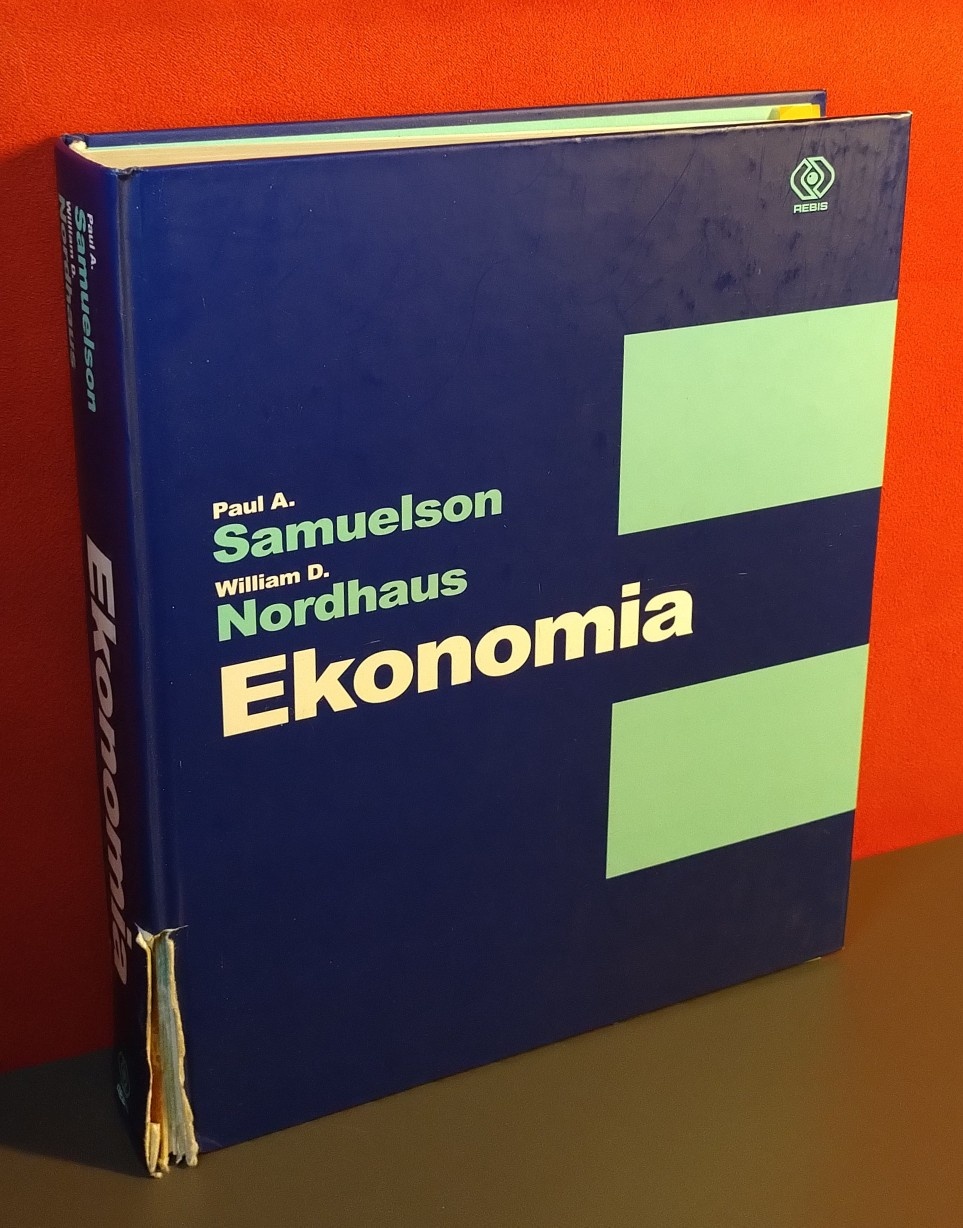 REBIS
Paul A.
Samuelson
William D.
Nordhaus
Ekonomia
Paul A.
Samuelson
William D.
Nordhaus
Ekonomia